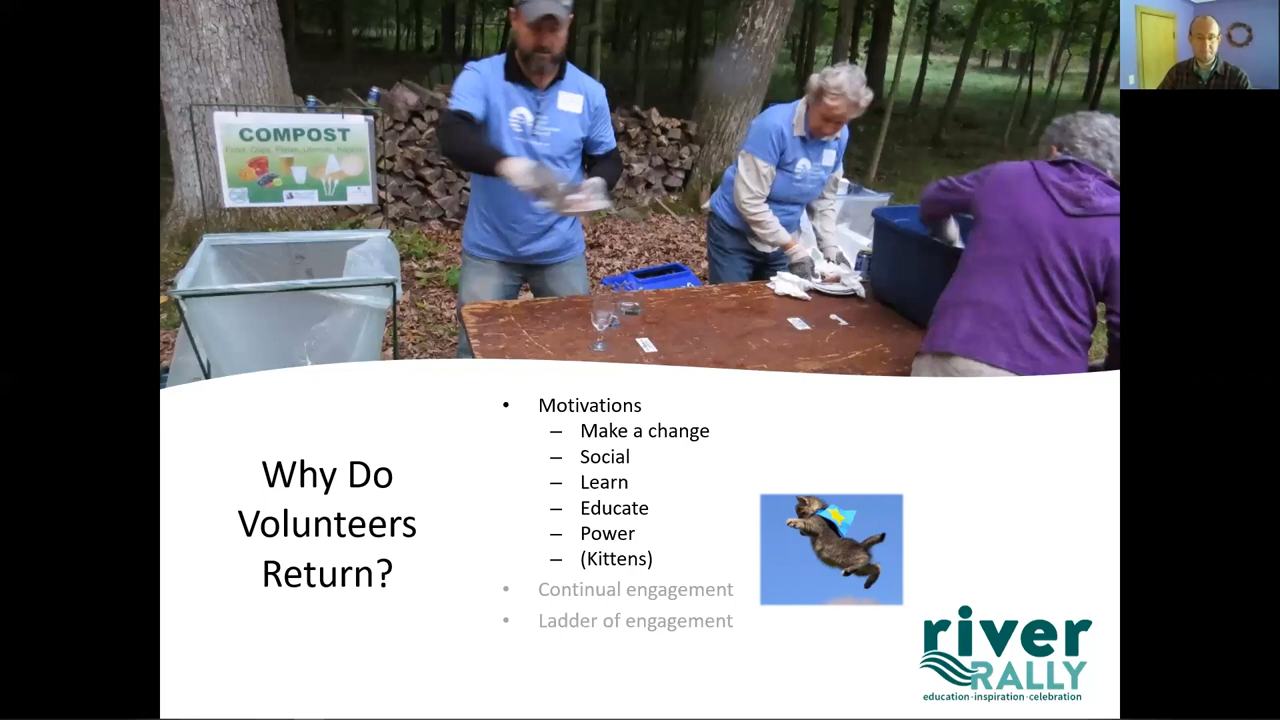 COMPOST
Why Do
Volunteers
Return?
• Motivations
– Make a change
– Social
– Learn
– Educate
– Power
– (Kittens)
• Continual engagement
• Ladder of engagement
river
RALLY
education·inspiration·celebration